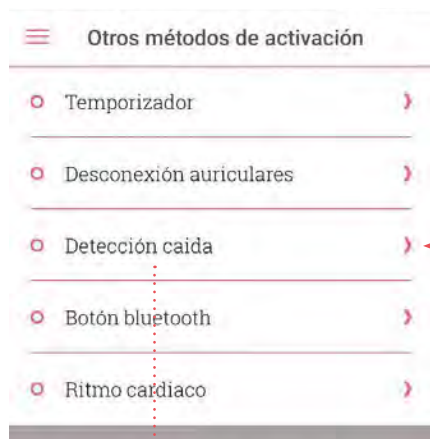 Otros métodos de activación
Temporizador
Desconexión auriculares
Detección caida
Botón bluetooth
Ritmo cardiaco